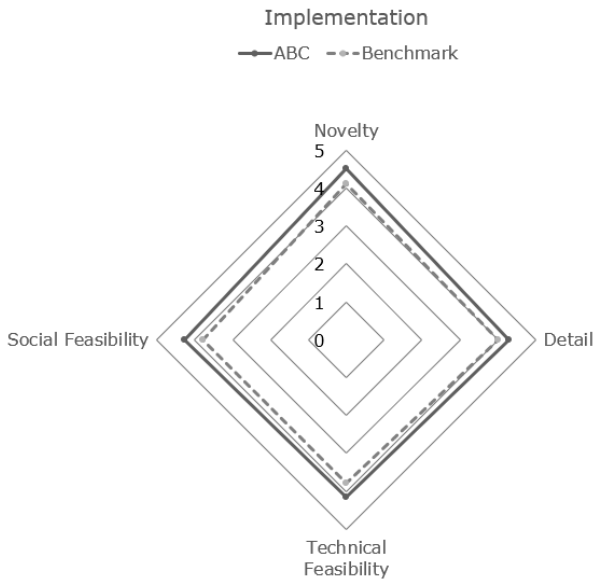 Implementation
ABC Benchmark
Novelty
5
4
3
2
1
Social Feasibility 0 Detail
Technical
Feasibility